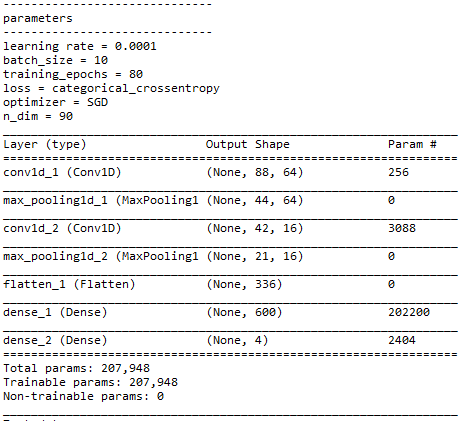 ------------------------------
parameters
------------------------------
learning rate = 0.0001
batch_size = 10
training_epochs = 80
loss = categorical_crossentropy
optimizer = SGD
n_dim = 90
_________________________________________________________________
Layer (type)                 Output Shape              Param #
=================================================================
conv1d_1 (Conv1D)            (None, 88, 64)            256
_________________________________________________________________
max_pooling1d_1 (MaxPooling1 (None, 44, 64)            0
_________________________________________________________________
conv1d_2 (Conv1D)            (None, 42, 16)            3088
_________________________________________________________________
max_pooling1d_2 (MaxPooling1 (None, 21, 16)            0
_________________________________________________________________
flatten_1 (Flatten)          (None, 336)               0
_________________________________________________________________
dense_1 (Dense)              (None, 600)               202200
_________________________________________________________________
dense_2 (Dense)              (None, 4)                 2404
=================================================================
Total params: 207,948
Trainable params: 207,948
Non-trainable params: 0
_________________________________________________________________